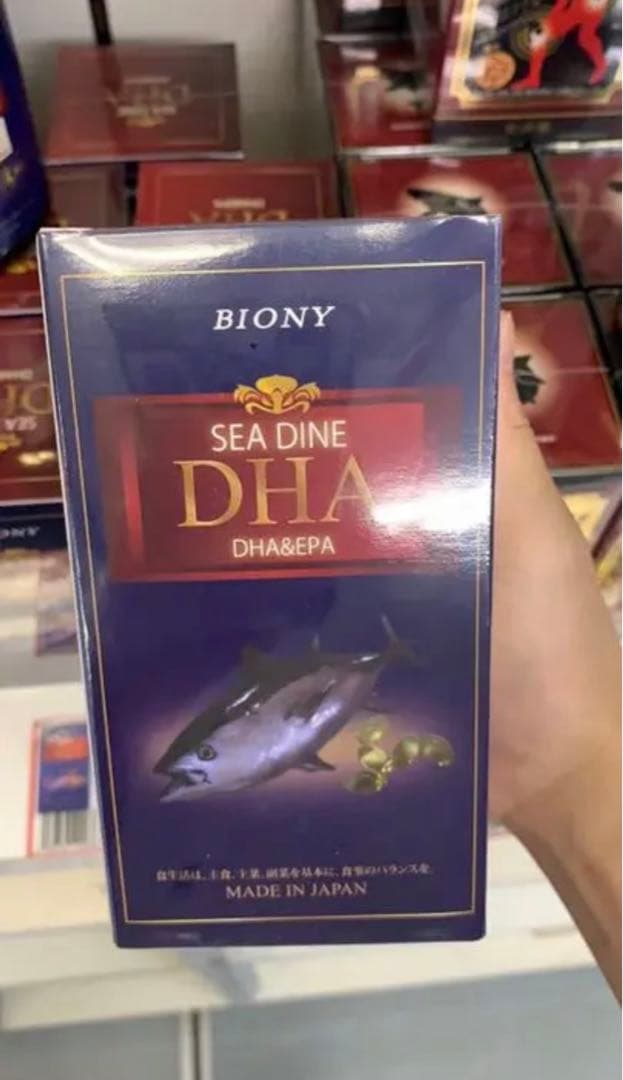 BIONY
SEA DINE
DHA
DHA&EPA
食生活は、主食、主菜、副菜を基本に、食事のバランスを。
MADE IN JAPAN